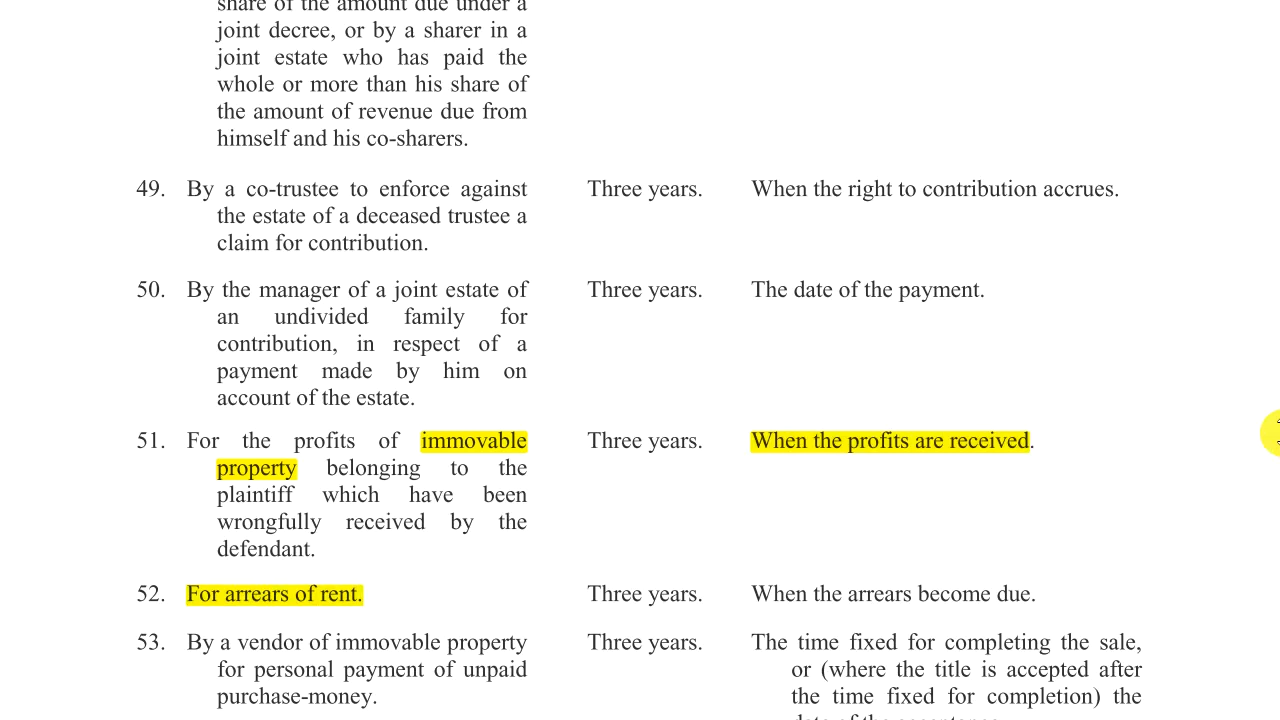 share of the amount due under a
joint decree, or by a sharer in a
joint estate who has paid the
whole or more than his share of
the amount of revenue due from
himself and his co-sharers.
49. By a co-trustee to enforce against Three years. When the right to contribution accrues.
the estate of a deceased trustee a
claim for contribution.
50. By the manager of a joint estate of Three years. The date of the payment.
an undivided family for
contribution, in respect of a
payment made by him on
account of the estate.
51. For the profits of immovable Three years. When the profits are received.
property belonging to the
plaintiff which have been
wrongfully received by the
defendant.
52. For arrears of rent. Three years. When the arrears become due.
53. By a vendor of immovable property Three years. The time fixed for completing the sale,
for personal payment of unpaid or (where the title is accepted after
purchase-money. the time fixed for completion) the